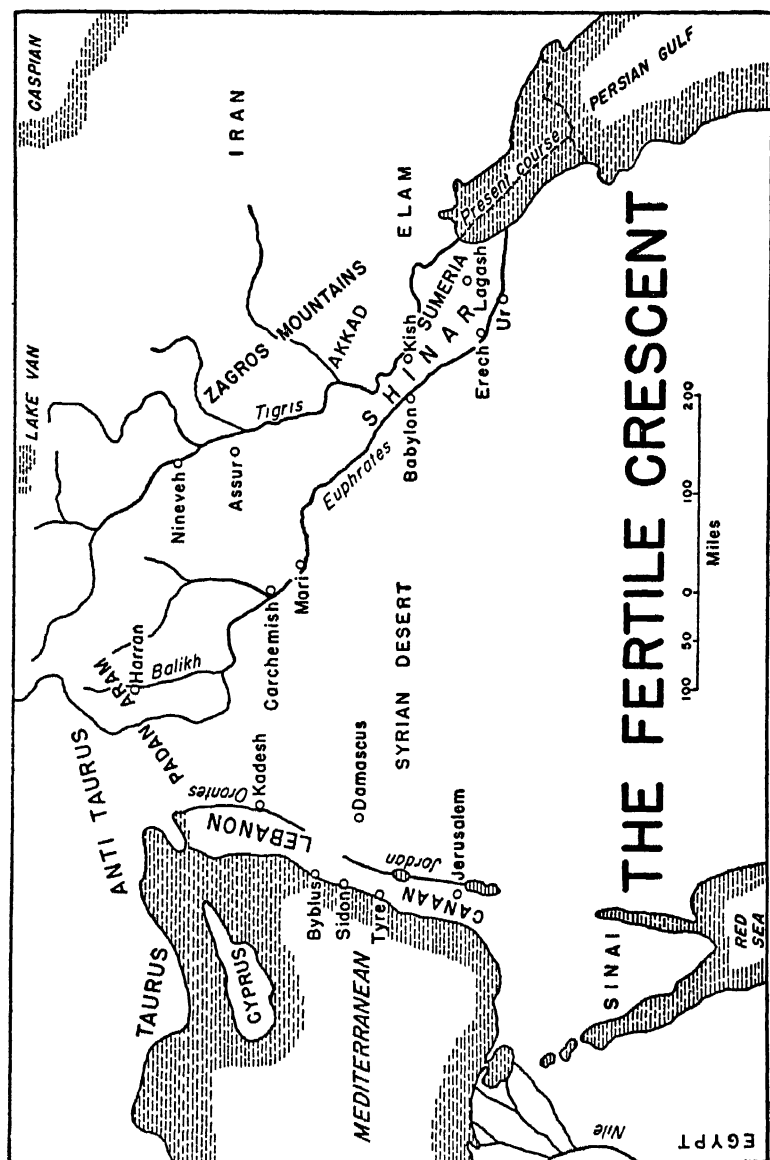 CASPIAN
LAKE VAN
IRAN
ANTI TAURUS
TAURUS
ZAGROS MOUNTAINS
Nineveh
Harran
PADAN ARAM
Balikh
Assur
Tigris
AKKAD
ELAM
CYPRUS
Orontes
Kadesh
LEBANON
Carchemish
Mari
Euphrates
SHINAR
Kish
SUMERIA
Babylon
Lagash
Erech
Ur
Present course
PERSIAN GULF
Byblus
Sidon
Tyre
Damascus
SYRIAN DESERT
MEDITERRANEAN
Jordan
CANAAN
Jerusalem
THE FERTILE CRESCENT
100 50 0 100 200
Miles
SINAI
RED
SEA
Nile
EGYPT